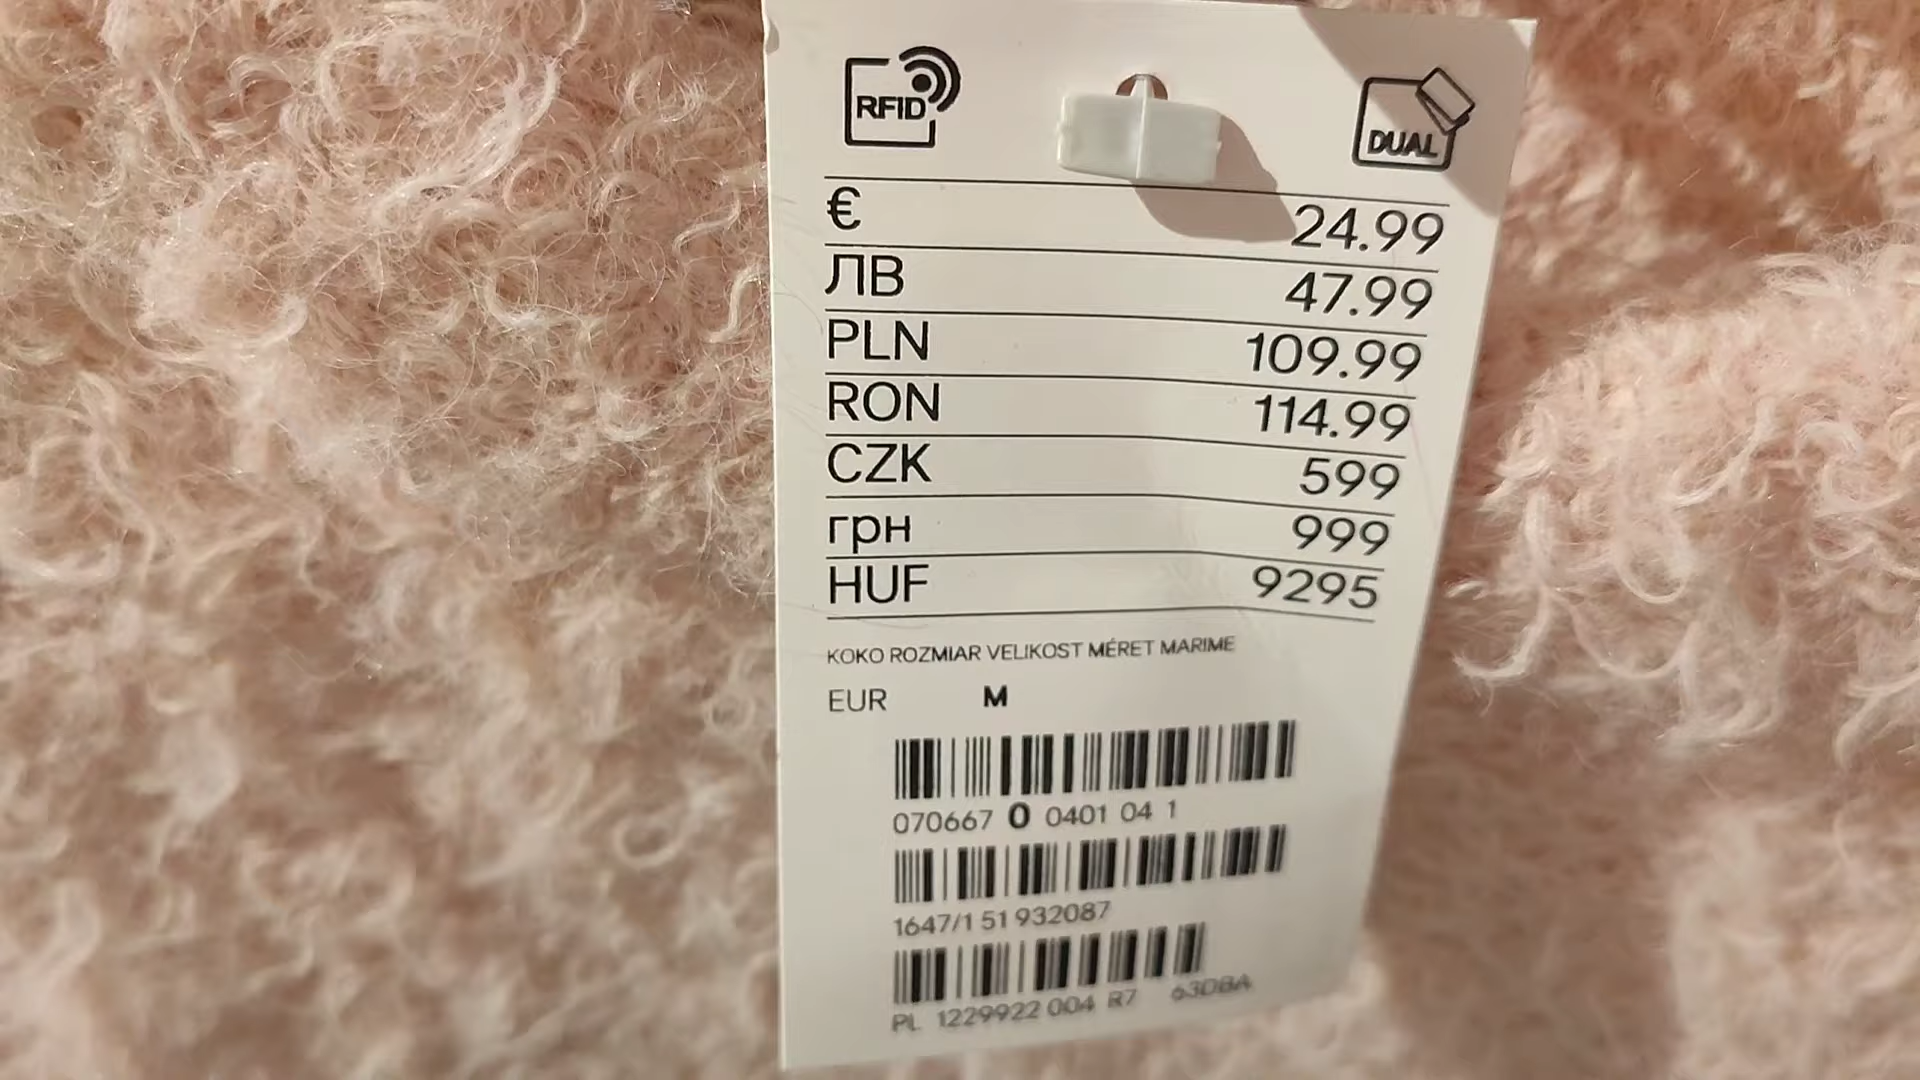 RFID DUAL
€ 24.99
ЛВ 47.99
PLN 109.99
RON 114.99
CZK 599
грн 999
HUF 9295
KOKO ROZMIAR VELIKOST MÉRET MARIME
EUR M
070667 0 0401 04 1
1647/1 51 932087
PL 1229922 004 R7 63DBA